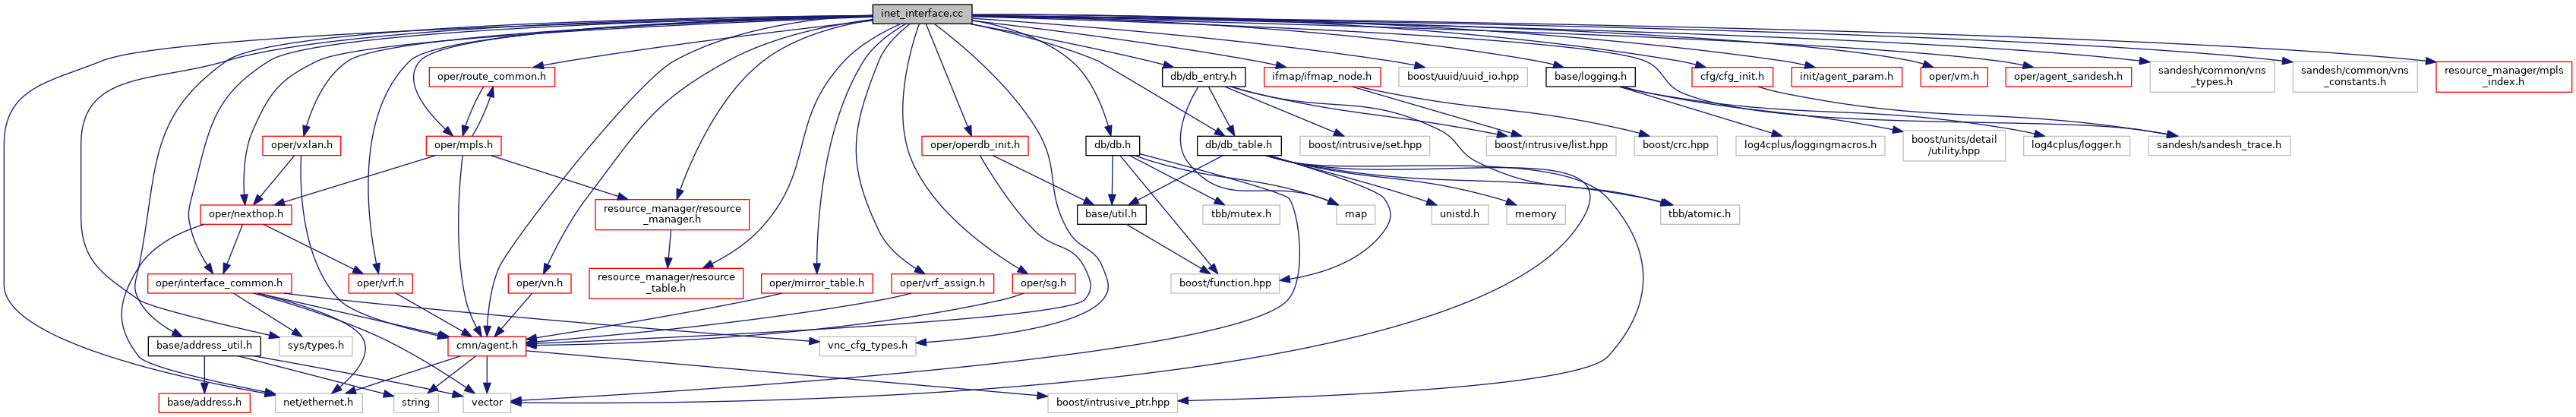 inet_interface.cc
oper/route_common.h
db/db_entry.h
ifmap/ifmap_node.h
boost/uuid/uuid_io.hpp
base/logging.h
cfg/cfg_init.h
init/agent_param.h
oper/vm.h
oper/agent_sandesh.h
sandesh/common/vns
_types.h
sandesh/common/vns
_constants.h
resource_manager/mpls
_index.h
oper/vxlan.h
oper/mpls.h
oper/operdb_init.h
db/db.h
db/db_table.h
boost/intrusive/set.hpp
boost/intrusive/list.hpp
boost/crc.hpp
log4cplus/loggingmacros.h
boost/units/detail
/utility.hpp
log4cplus/logger.h
sandesh/sandesh_trace.h
oper/nexthop.h
resource_manager/resource
_manager.h
base/util.h
tbb/mutex.h
map
unistd.h
memory
tbb/atomic.h
oper/interface_common.h
oper/vrf.h
oper/vn.h
resource_manager/resource
_table.h
oper/mirror_table.h
oper/vrf_assign.h
oper/sg.h
boost/function.hpp
base/address_util.h
sys/types.h
cmn/agent.h
vnc_cfg_types.h
base/address.h
net/ethernet.h
string
vector
boost/intrusive_ptr.hpp